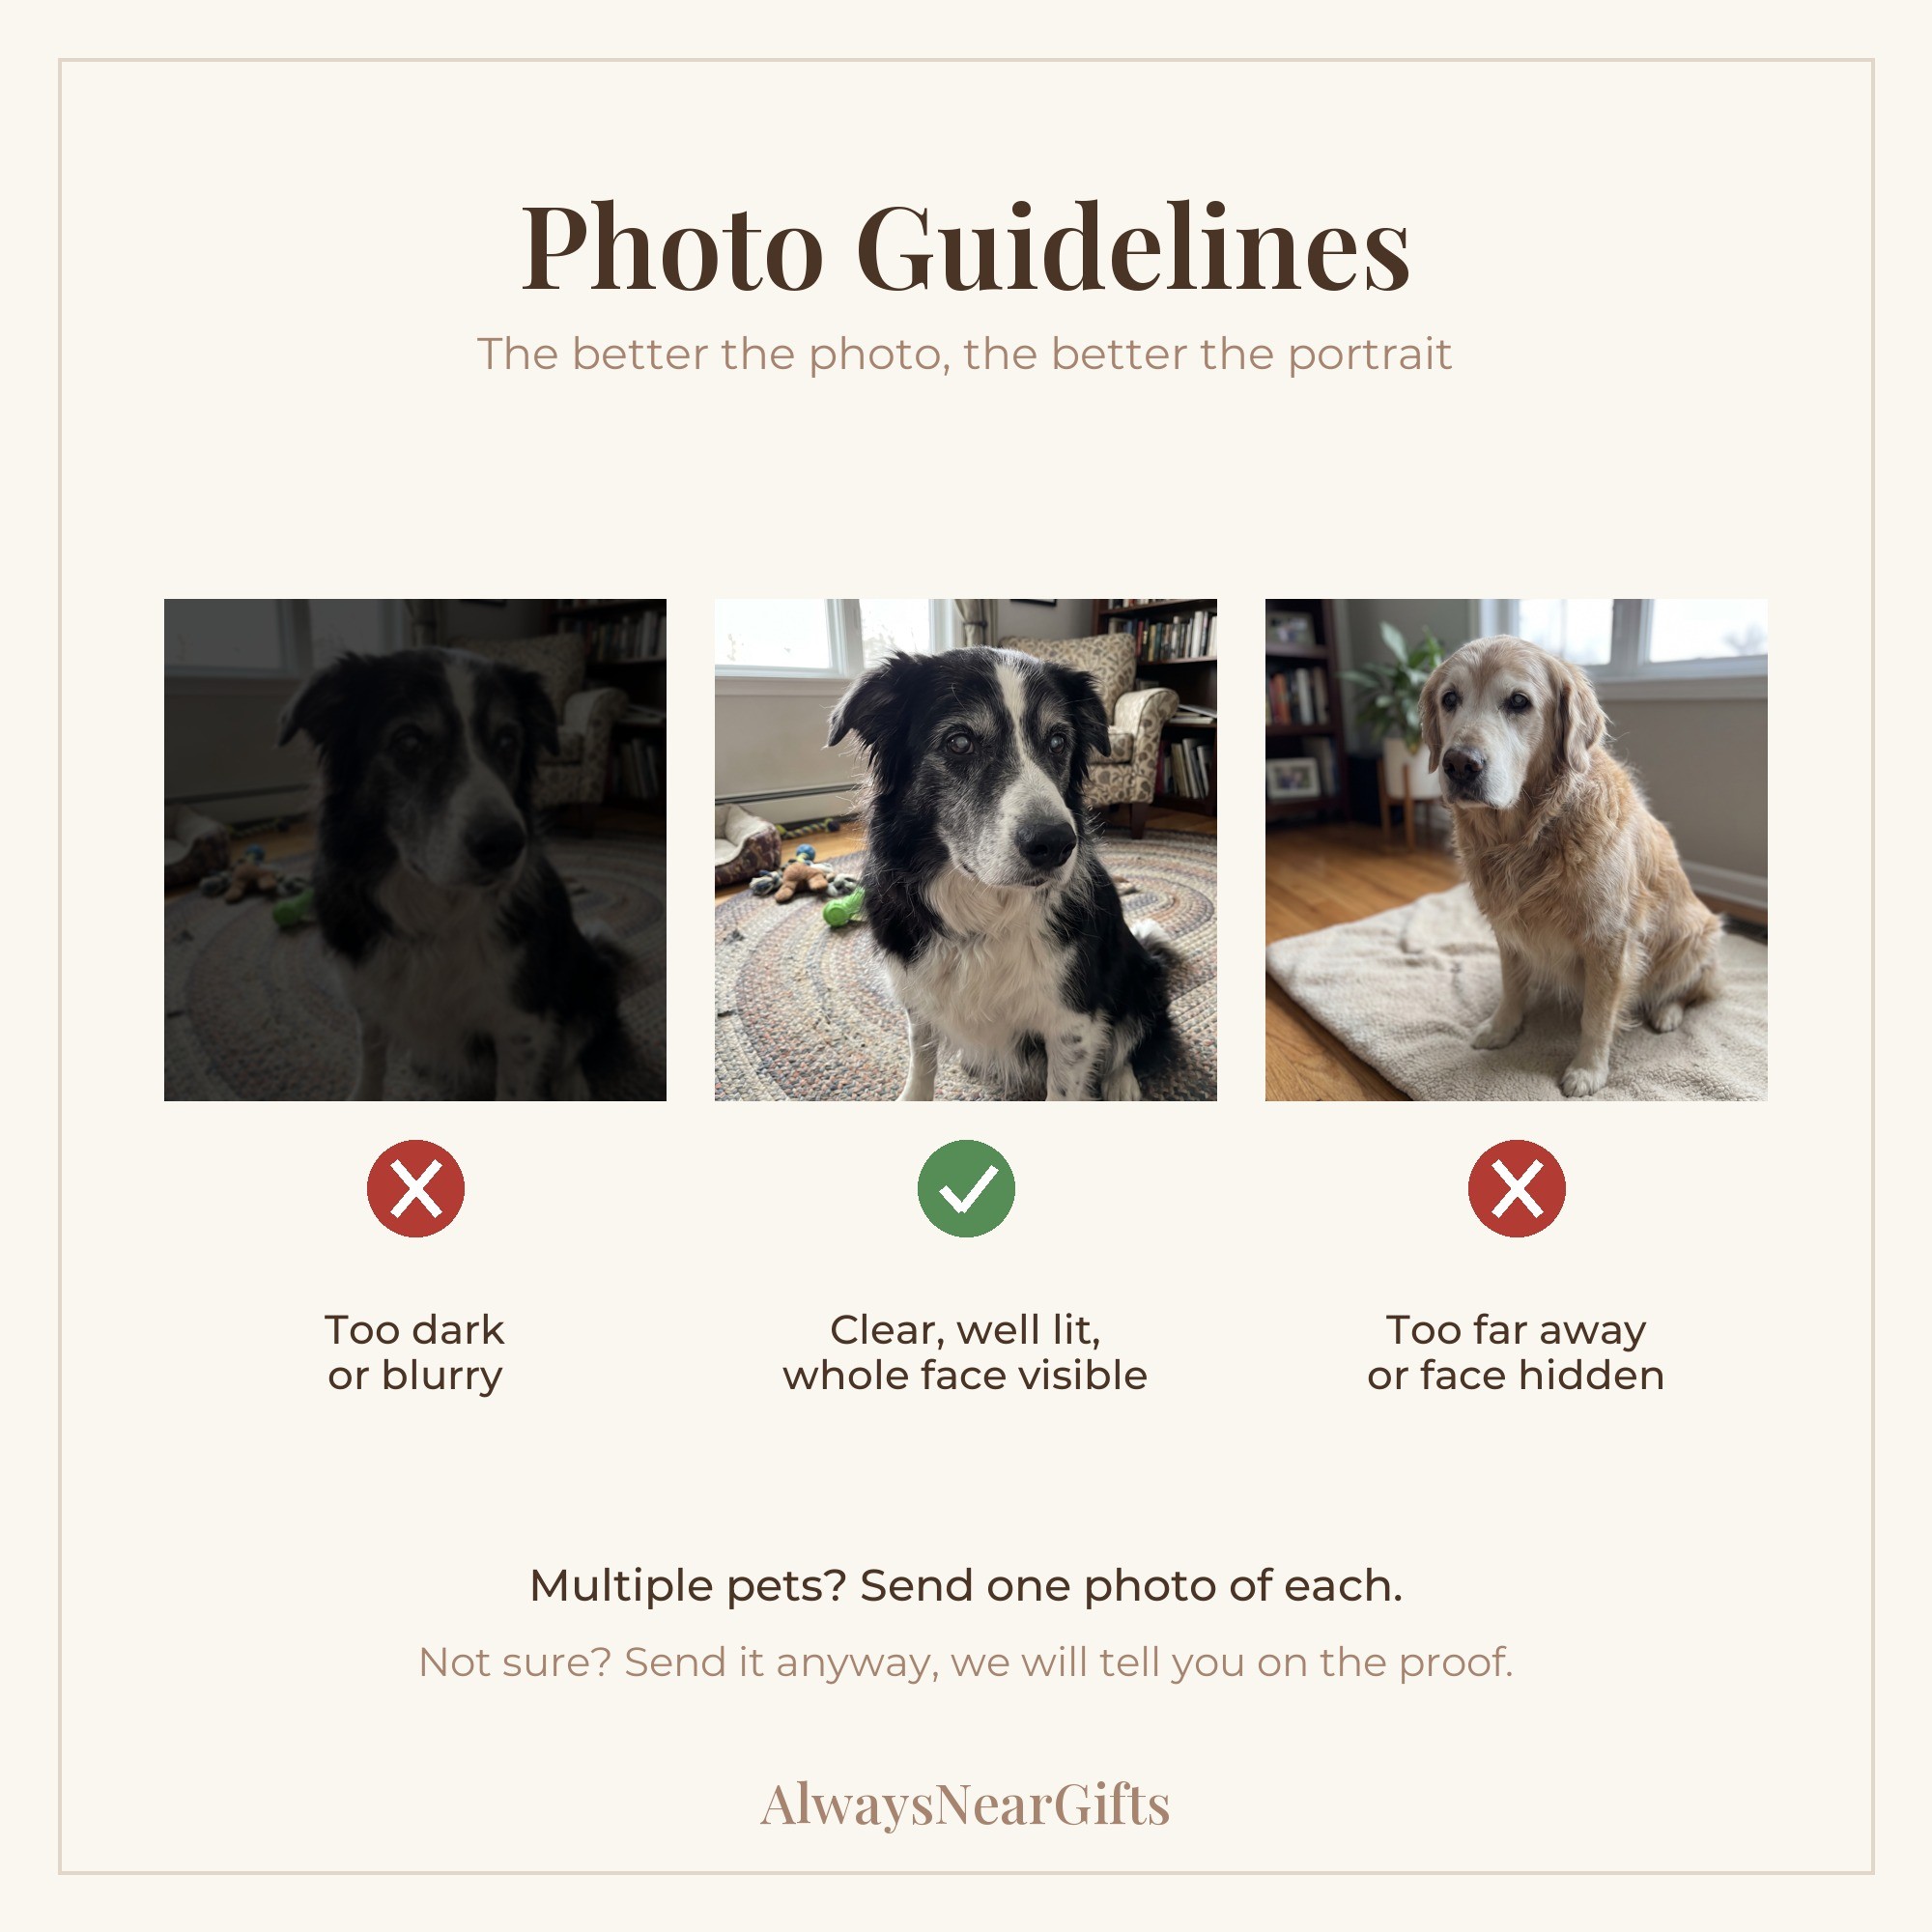 Photo Guidelines
The better the photo, the better the portrait
Too dark
or blurry
Clear, well lit,
whole face visible
Too far away
or face hidden
Multiple pets? Send one photo of each.
Not sure? Send it anyway, we will tell you on the proof.
AlwaysNearGifts